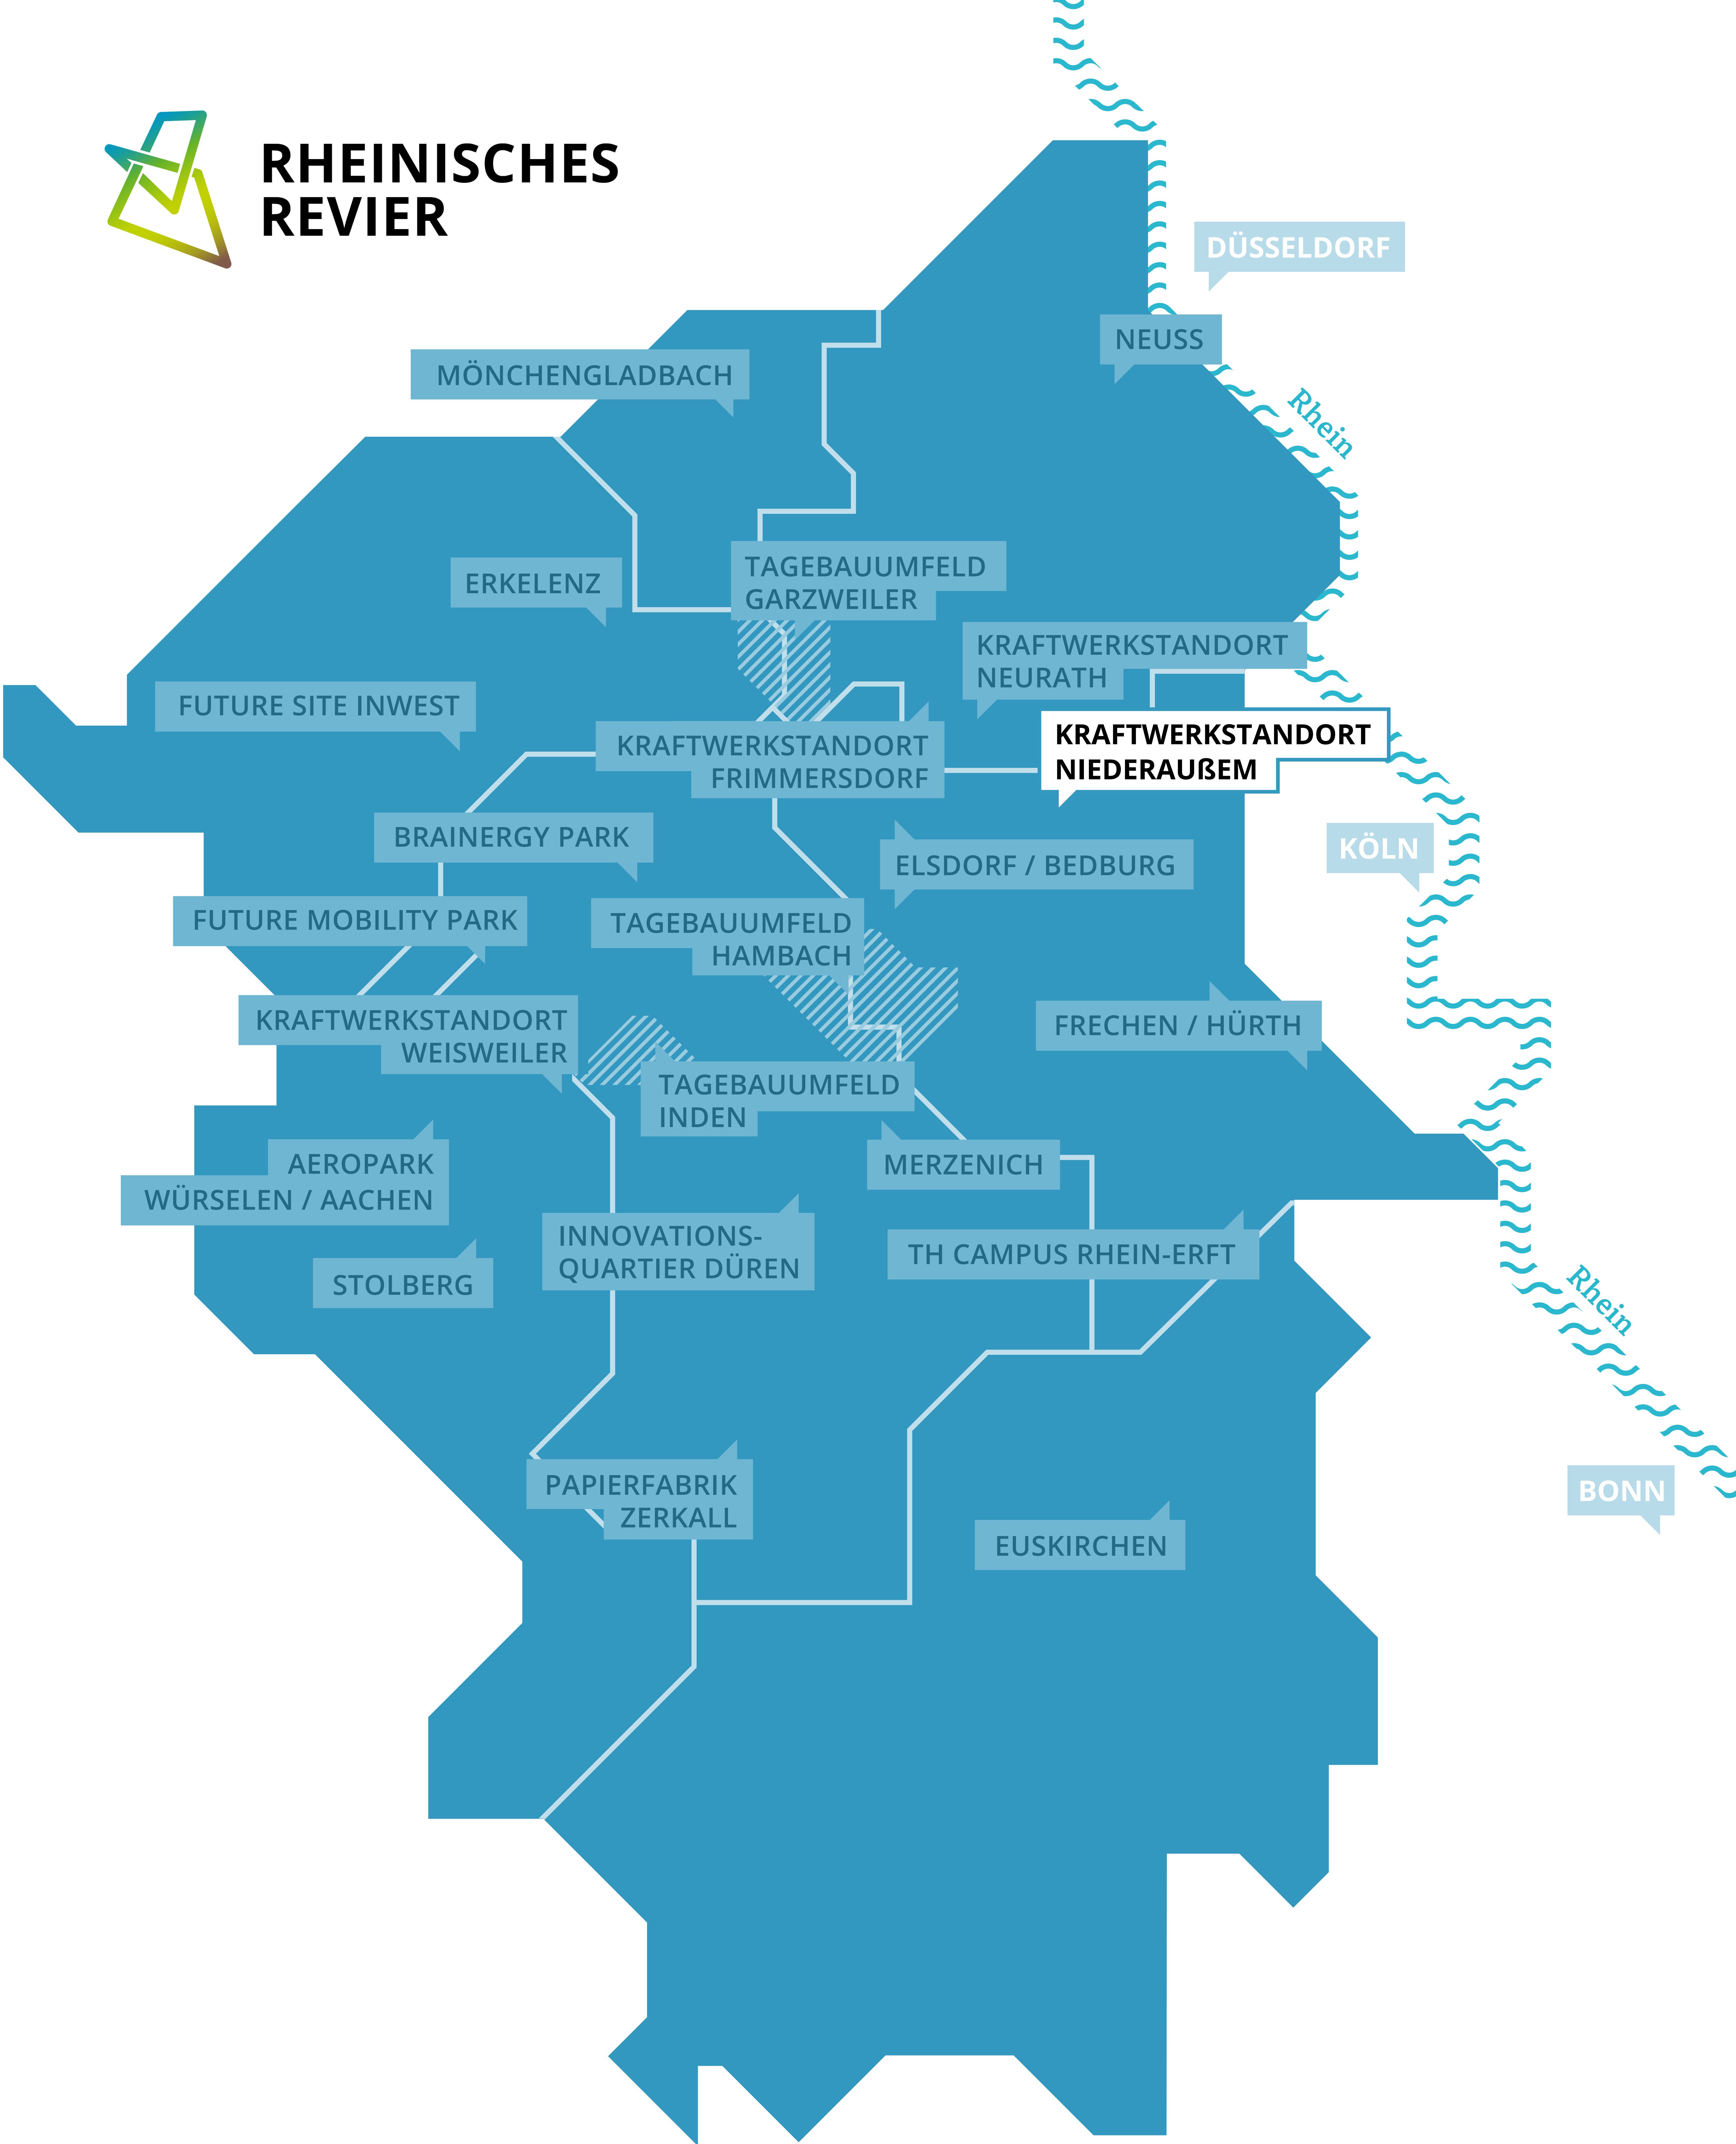 RHEINISCHES
REVIER
DÜSSELDORF
NEUSS
MÖNCHENGLADBACH
Rhein
TAGEBAUUMFELD
GARZWEILER
ERKELENZ
KRAFTWERKSTANDORT
NEURATH
FUTURE SITE INWEST
KRAFTWERKSTANDORT
FRIMMERSDORF
KRAFTWERKSTANDORT
NIEDERAUßEM
BRAINERGY PARK
KÖLN
ELSDORF / BEDBURG
FUTURE MOBILITY PARK
TAGEBAUUMFELD
HAMBACH
KRAFTWERKSTANDORT
WEISWEILER
FRECHEN / HÜRTH
TAGEBAUUMFELD
INDEN
AEROPARK
WÜRSELEN / AACHEN
MERZENICH
INNOVATIONS-
QUARTIER DÜREN
TH CAMPUS RHEIN-ERFT
STOLBERG
Rhein
PAPIERFABRIK
ZERKALL
BONN
EUSKIRCHEN